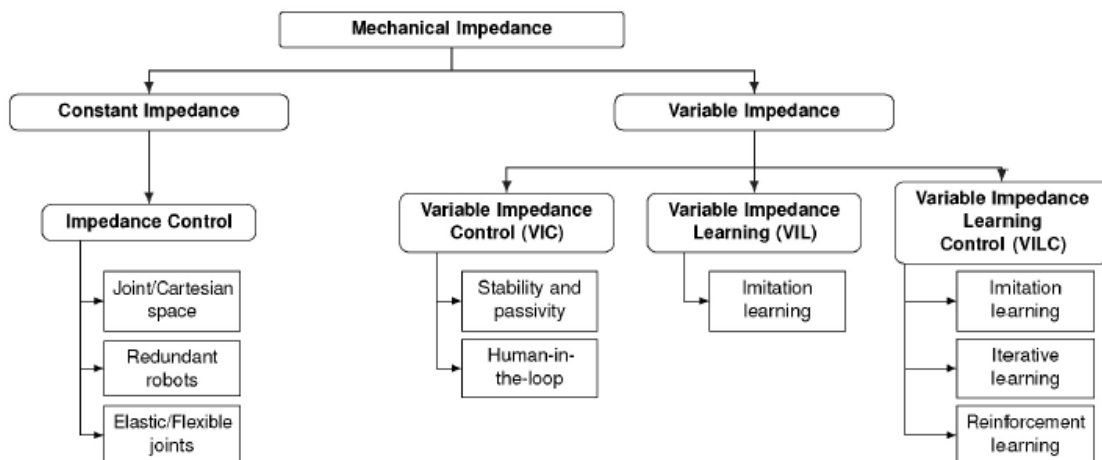 Mechanical Impedance
Constant Impedance
Variable Impedance
Impedance Control
Variable Impedance
Control (VIC)
Variable Impedance
Learning (VIL)
Variable Impedance
Learning
Control (VILC)
Joint/Cartesian
space
Redundant
robots
Elastic/Flexible
joints
Stability and
passivity
Human-in-
the-loop
Imitation
learning
Imitation
learning
Iterative
learning
Reinforcement
learning